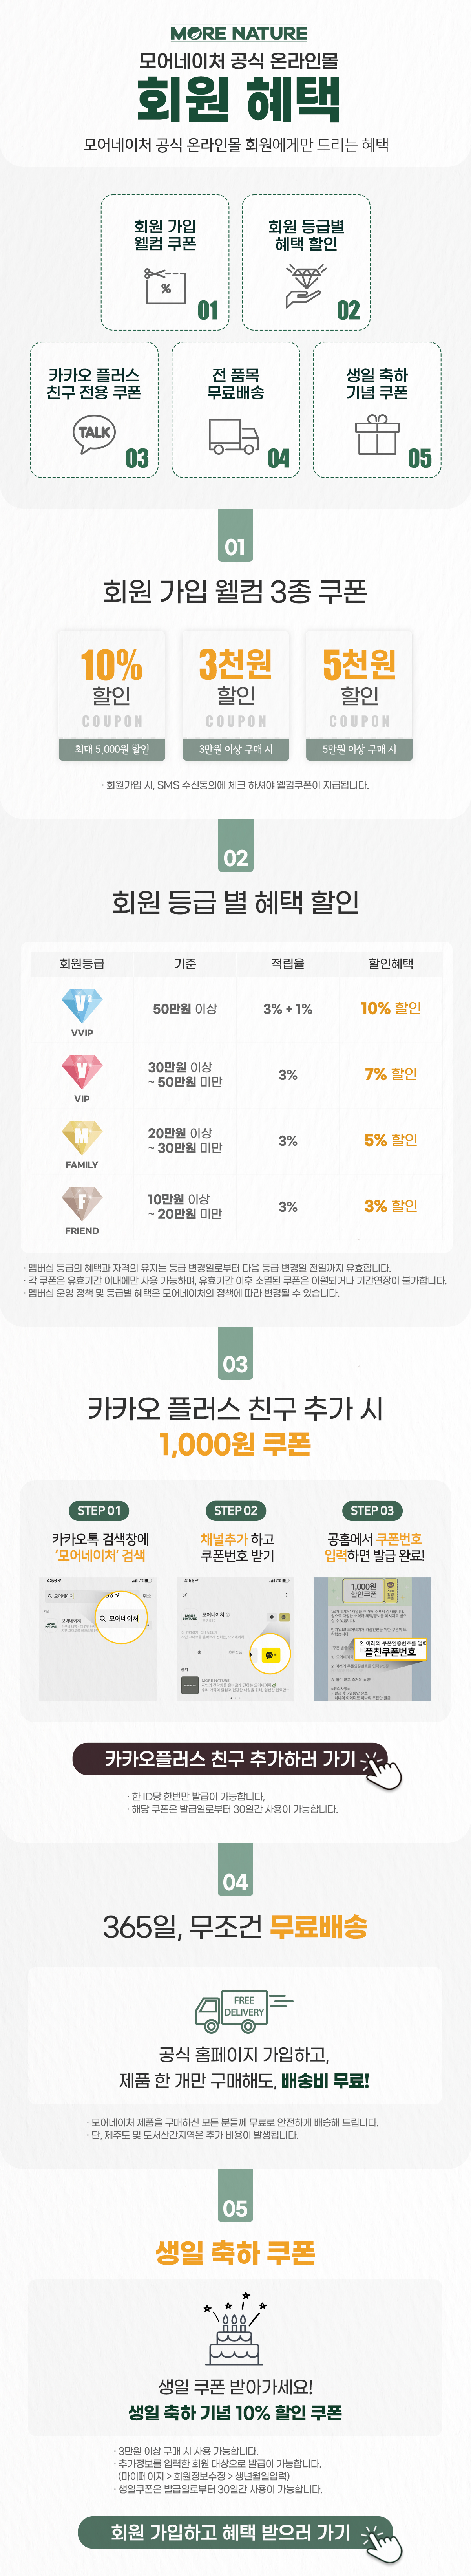 MORE NATURE
모어네이처 공식 온라인몰
회원 혜택
모어네이처 공식 온라인몰 회원에게만 드리는 혜택
회원 가입
웰컴 쿠폰
%
01
회원 등급별
혜택 할인
02
카카오 플러스
친구 전용 쿠폰
TALK
03
전 품목
무료배송
04
생일 축하
기념 쿠폰
05
01
회원 가입 웰컴 3종 쿠폰
10%
할인
COUPON
최대 5,000원 할인
3천원
할인
COUPON
3만원 이상 구매 시
5천원
할인
COUPON
5만원 이상 구매 시
· 회원가입 시, SMS 수신동의에 체크 하셔야 웰컴쿠폰이 지급됩니다.
02
회원 등급 별 혜택 할인
회원등급 기준 적립율 할인혜택
V²
VVIP
50만원 이상 3% + 1% 10% 할인
V
VIP
30만원 이상
~ 50만원 미만
3% 7% 할인
M
FAMILY
20만원 이상
~ 30만원 미만
3% 5% 할인
F
FRIEND
10만원 이상
~ 20만원 미만
3% 3% 할인
· 멤버십 등급의 혜택과 자격의 유지는 등급 변경일로부터 다음 등급 변경일 전일까지 유효합니다.
· 각 쿠폰은 유효기간 이내에만 사용 가능하며, 유효기간 이후 소멸된 쿠폰은 이월되거나 기간연장이 불가합니다.
· 멤버십 운영 정책 및 등급별 혜택은 모어네이처의 정책에 따라 변경될 수 있습니다.
03
카카오 플러스 친구 추가 시
1,000원 쿠폰
STEP 01
카카오톡 검색창에
'모어네이처' 검색
4:56
모어네이처
취소
모어네이처
모어네이처
STEP 02
채널추가 하고
쿠폰번호 받기
4:56
모어네이처
홈
공지
MORE NATURE
STEP 03
공홈에서 쿠폰번호
입력하면 발급 완료!
1,000원
할인쿠폰
2. 아래의 쿠폰인증번호를 입력
플친쿠폰번호
카카오플러스 친구 추가하러 가기
· 한 ID당 한번만 발급이 가능합니다.
· 해당 쿠폰은 발급일로부터 30일간 사용이 가능합니다.
04
365일, 무조건 무료배송
FREE
DELIVERY
공식 홈페이지 가입하고,
제품 한 개만 구매해도, 배송비 무료!
· 모어네이처 제품을 구매하신 모든 분들께 무료로 안전하게 배송해 드립니다.
· 단, 제주도 및 도서산간지역은 추가 비용이 발생됩니다.
05
생일 축하 쿠폰
생일 쿠폰 받아가세요!
생일 축하 기념 10% 할인 쿠폰
· 3만원 이상 구매 시 사용 가능합니다.
· 추가정보를 입력한 회원 대상으로 발급이 가능합니다.
(마이페이지 > 회원정보수정 > 생년월일입력)
· 생일쿠폰은 발급일로부터 30일간 사용이 가능합니다.
회원 가입하고 혜택 받으러 가기